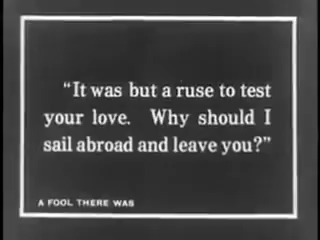 "It was but a ruse to test
your love. Why should I
sail abroad and leave you?"
A FOOL THERE WAS